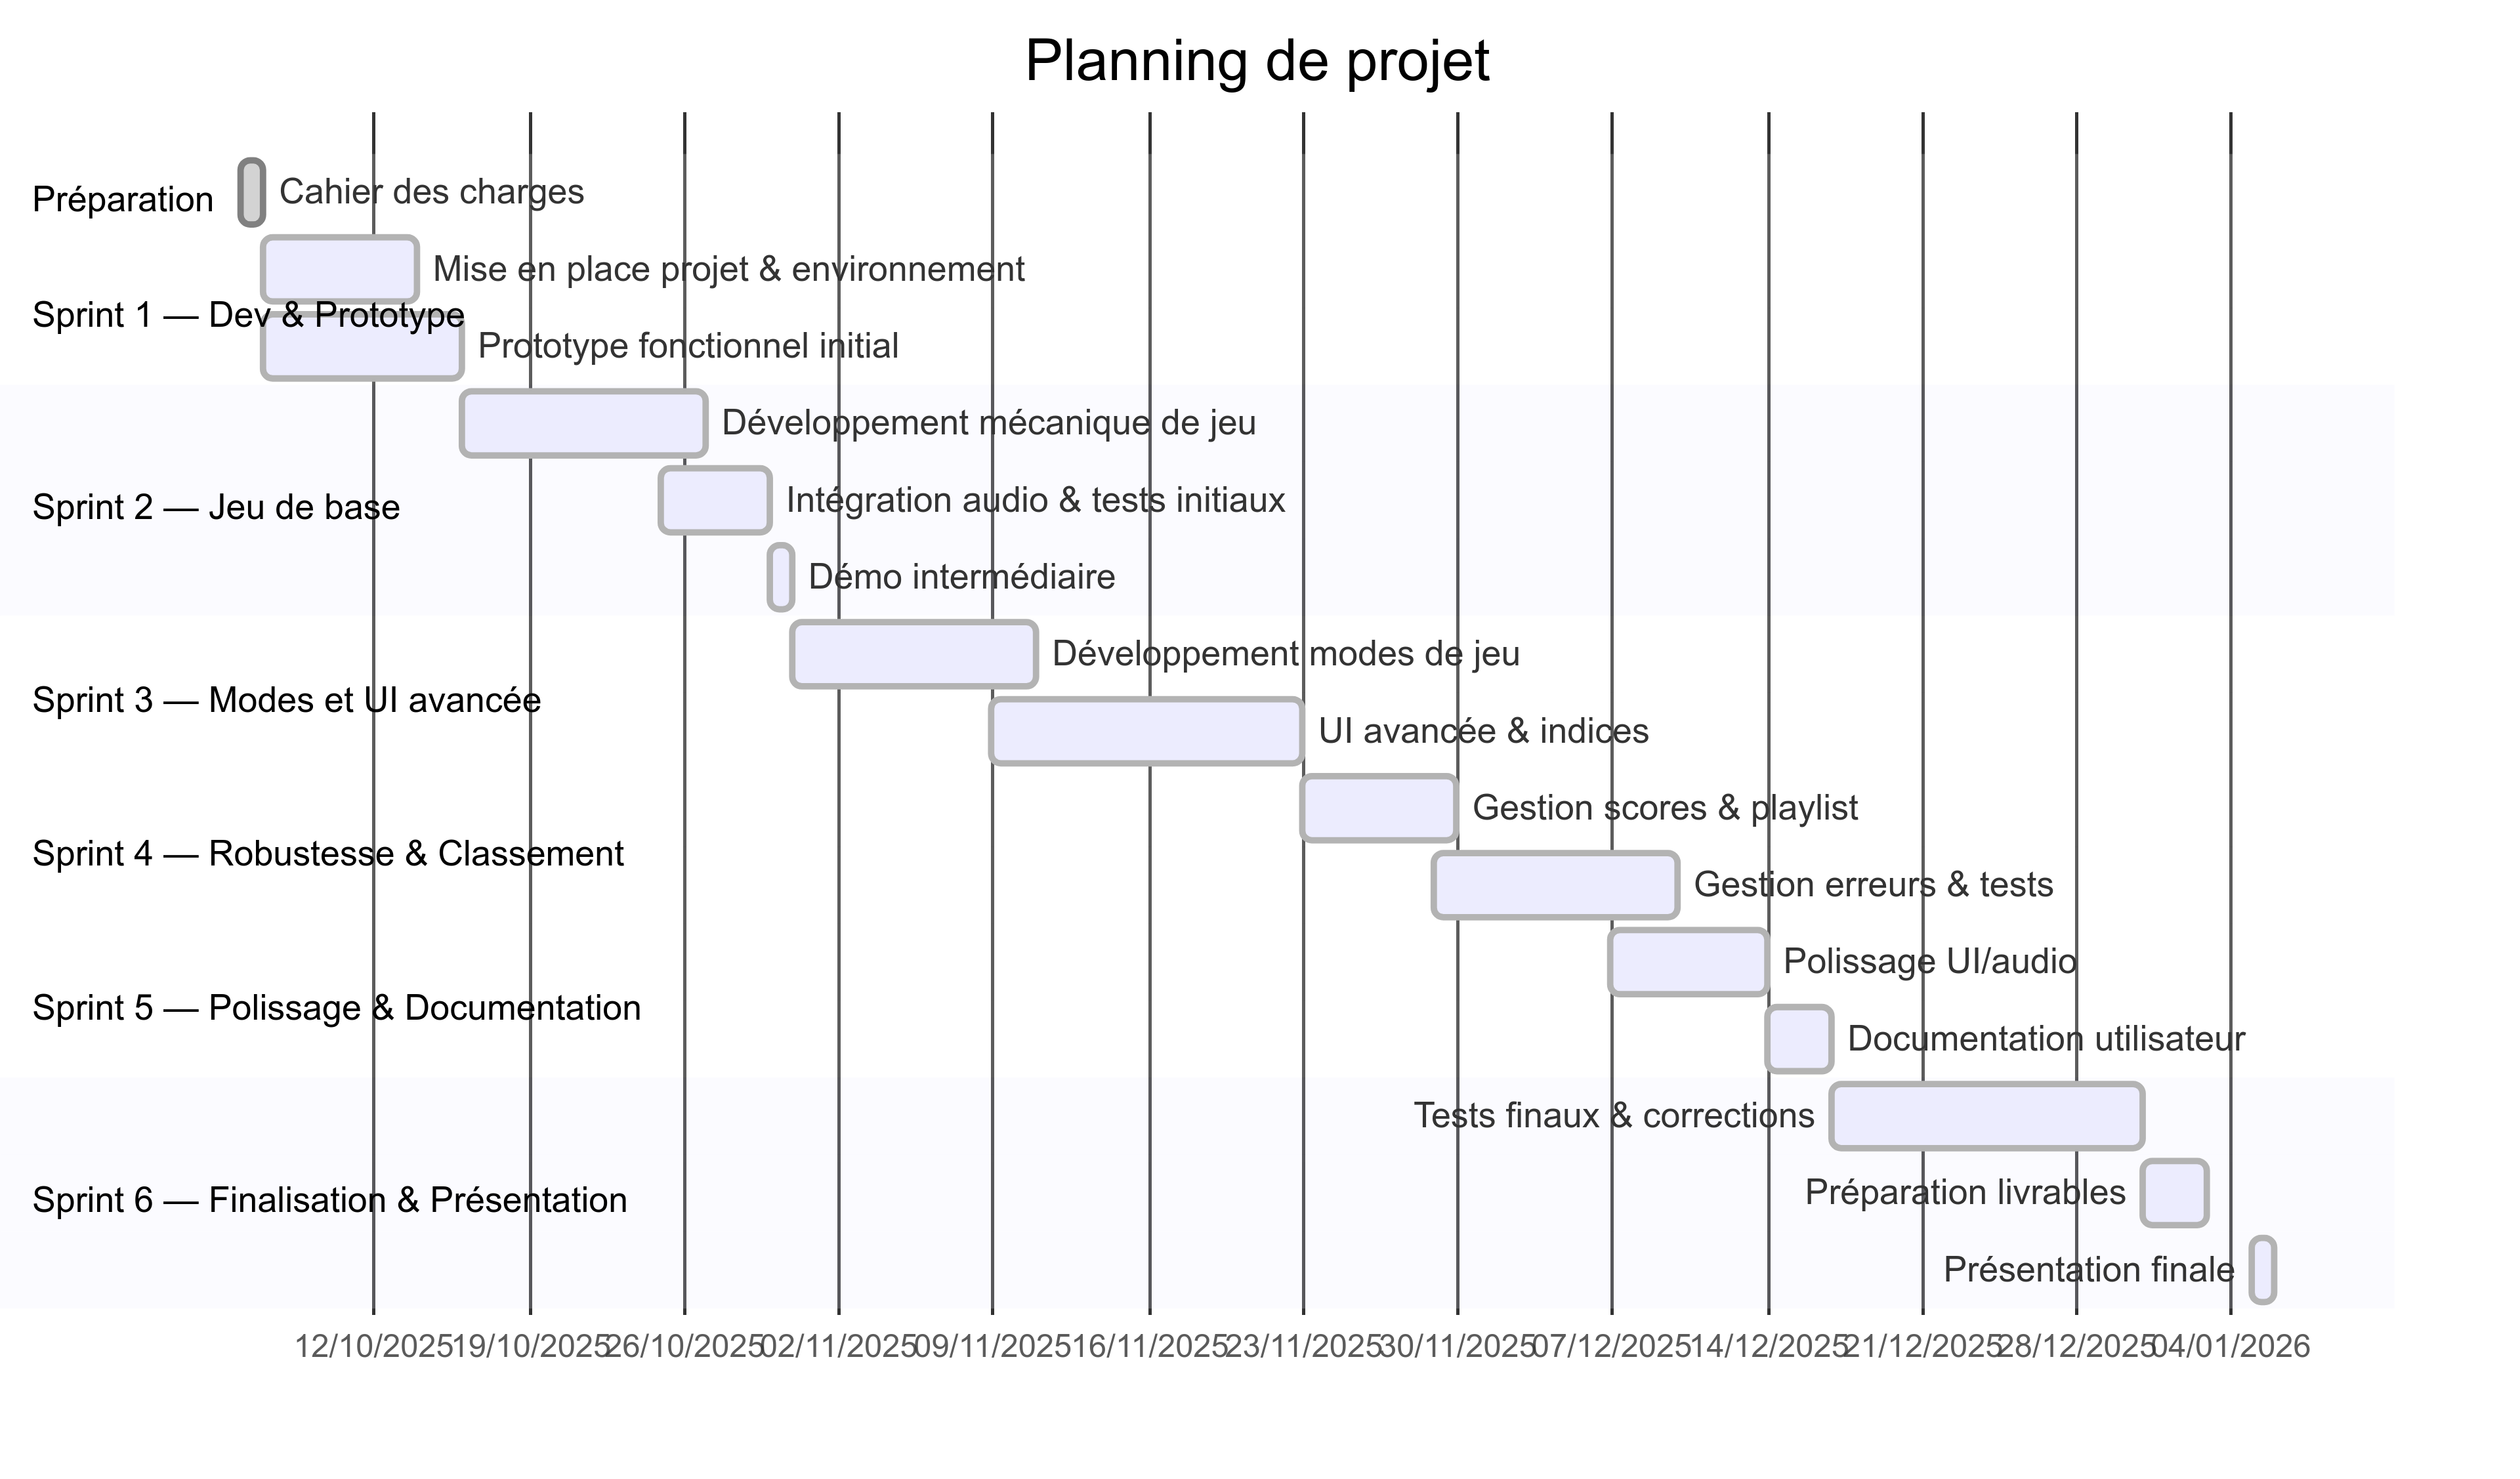 Planning de projet
Préparation
Cahier des charges
Mise en place projet & environnement
Sprint 1 — Dev & Prototype
Prototype fonctionnel initial
Développement mécanique de jeu
Sprint 2 — Jeu de base
Intégration audio & tests initiaux
Démo intermédiaire
Développement modes de jeu
Sprint 3 — Modes et UI avancée
UI avancée & indices
Gestion scores & playlist
Sprint 4 — Robustesse & Classement
Gestion erreurs & tests
Polissage UI/audio
Sprint 5 — Polissage & Documentation
Documentation utilisateur
Tests finaux & corrections
Sprint 6 — Finalisation & Présentation
Préparation livrables
Présentation finale
12/10/2025 19/10/2025 26/10/2025 02/11/2025 09/11/2025 16/11/2025 23/11/2025 30/11/2025 07/12/2025 14/12/2025 21/12/2025 28/12/2025 04/01/2026